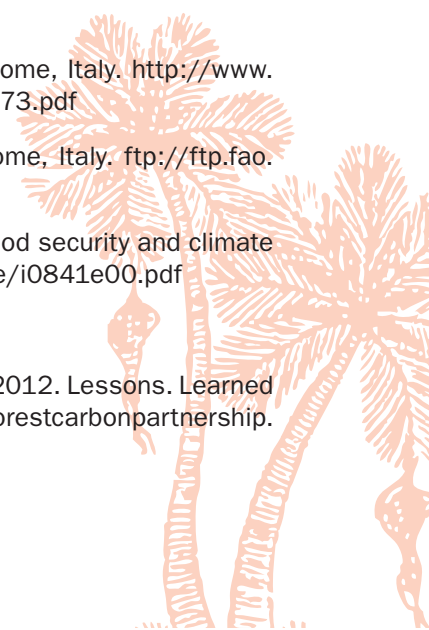 ome, Italy. http://www.
73.pdf
ome, Italy. ftp://ftp.fao.
od security and climate
e/i0841e00.pdf
2012. Lessons. Learned
orestcarbonpartnership.